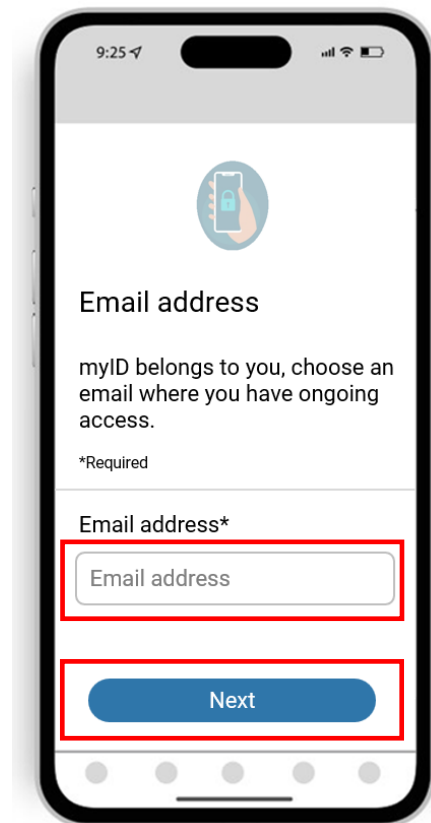 9:25
Email address
myID belongs to you, choose an
email where you have ongoing
access.
*Required
Email address*
Email address
Next